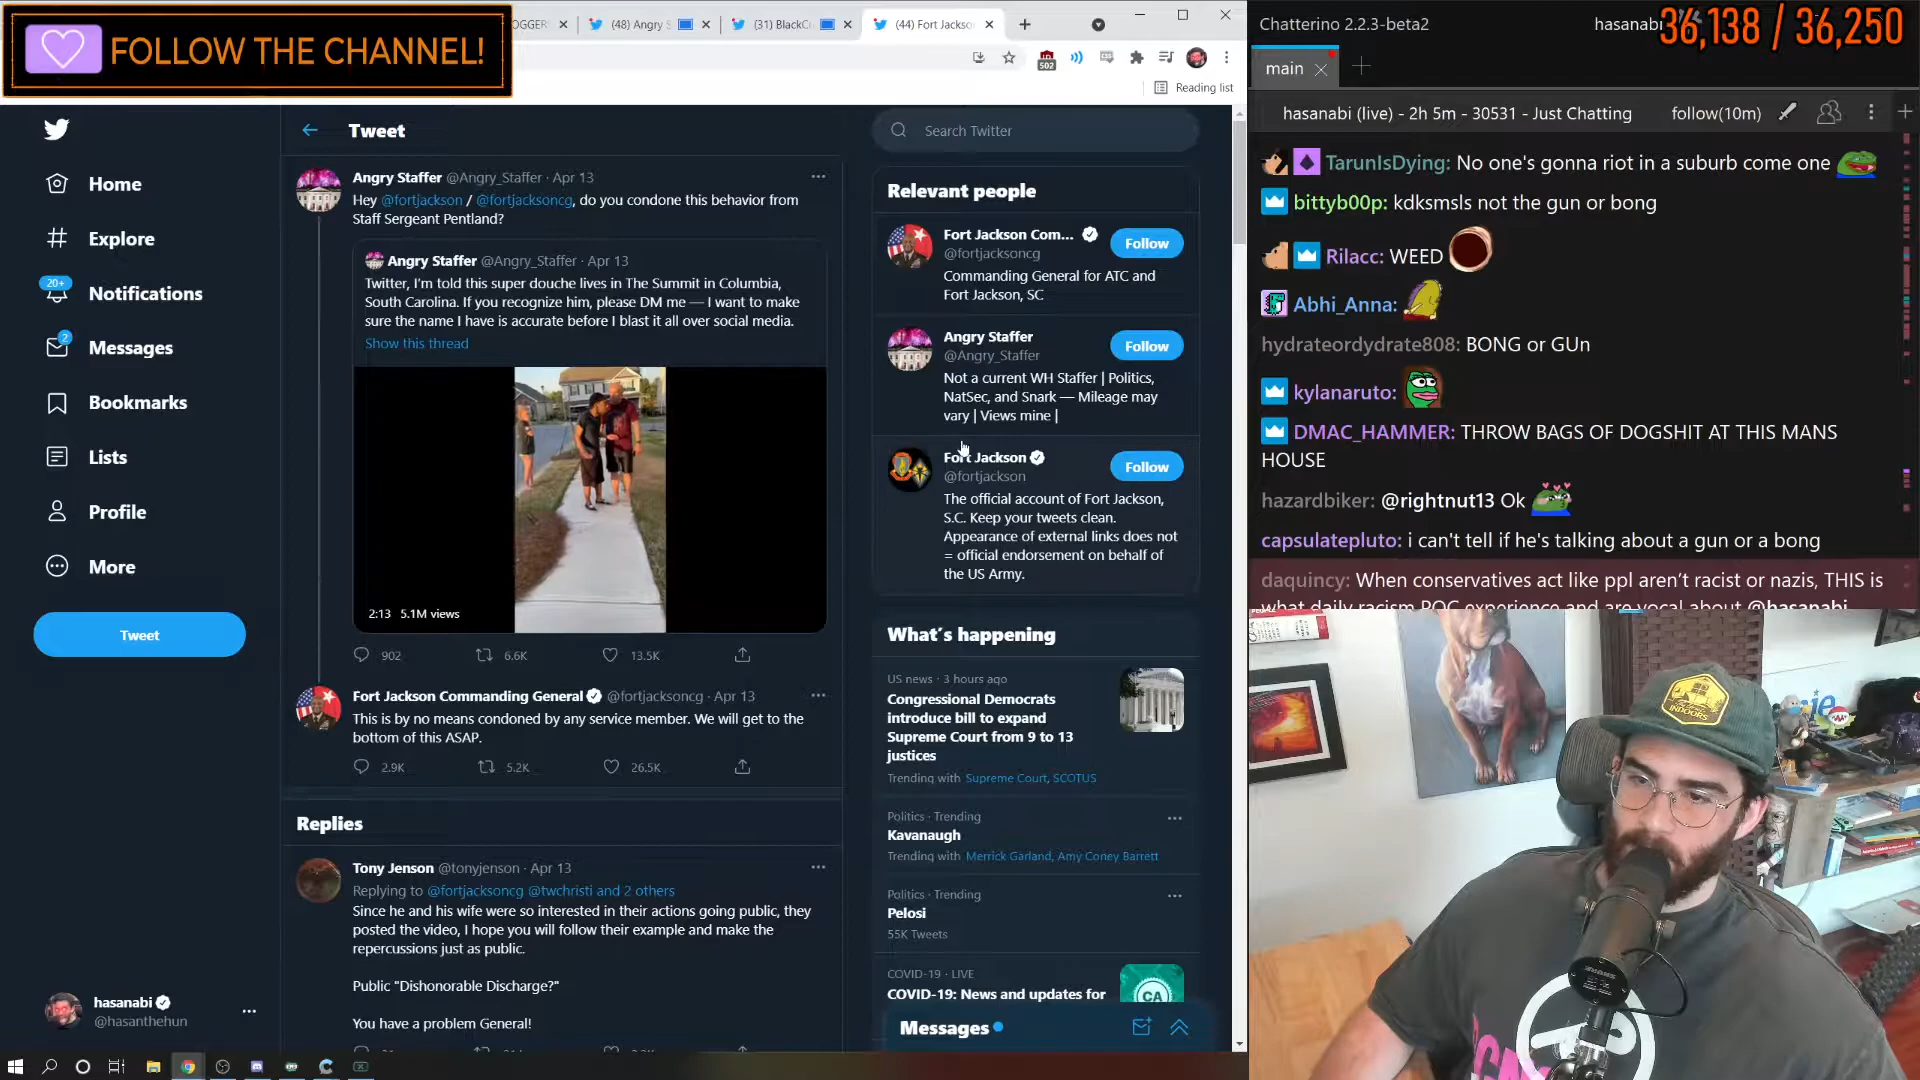 FOLLOW THE CHANNEL!
(48) Angry S
(31) BlackC
(44) Fort Jackso
502
Reading list
Home
Explore
20+
Notifications
2
Messages
Bookmarks
Lists
Profile
More
Tweet
hasanabi
@hasanthehun
Tweet
Angry Staffer @Angry_Staffer · Apr 13
Hey @fortjackson / @fortjacksoncg, do you condone this behavior from
Staff Sergeant Pentland?
Angry Staffer @Angry_Staffer · Apr 13
Twitter, I'm told this super douche lives in The Summit in Columbia,
South Carolina. If you recognize him, please DM me — I want to make
sure the name I have is accurate before I blast it all over social media.
Show this thread
2:13 5.1M views
902 6.6K 13.5K
Fort Jackson Commanding General @fortjacksoncg · Apr 13
This is by no means condoned by any service member. We will get to the
bottom of this ASAP.
2.9K 5.2K 26.5K
Replies
Tony Jenson @tonyjenson · Apr 13
Replying to @fortjacksoncg @twchristi and 2 others
Since he and his wife were so interested in their actions going public, they
posted the video, I hope you will follow their example and make the
repercussions just as public.
Public "Dishonorable Discharge?"
You have a problem General!
Search Twitter
Relevant people
Fort Jackson Com...
@fortjacksoncg
Follow
Commanding General for ATC and
Fort Jackson, SC
Angry Staffer
@Angry_Staffer
Follow
Not a current WH Staffer | Politics,
NatSec, and Snark — Mileage may
vary | Views mine |
Fort Jackson
@fortjackson
Follow
The official account of Fort Jackson,
S.C. Keep your tweets clean.
Appearance of external links does not
= official endorsement on behalf of
the US Army.
What's happening
US news · 3 hours ago
Congressional Democrats
introduce bill to expand
Supreme Court from 9 to 13
justices
Trending with Supreme Court, SCOTUS
Politics · Trending
Kavanaugh
Trending with Merrick Garland, Amy Coney Barrett
Politics · Trending
Pelosi
55K Tweets
COVID-19 · LIVE
COVID-19: News and updates for
CA
Messages
Chatterino 2.2.3-beta2
hasanabi
36,138 / 36,250
main
hasanabi (live) - 2h 5m - 30531 - Just Chatting
follow(10m)
TarunIsDying: No one's gonna riot in a suburb come one
bittyb00p: kdksmsls not the gun or bong
Rilacc: WEED
Abhi_Anna:
hydrateordydrate808: BONG or GUn
kylanaruto:
DMAC_HAMMER: THROW BAGS OF DOGSHIT AT THIS MANS
HOUSE
hazardbiker: @rightnut13 Ok
capsulatepluto: i can't tell if he's talking about a gun or a bong
daquincy: When conservatives act like ppl aren't racist or nazis, THIS is
what daily racism POC experience and are vocal about @hasanabi
INDOORS